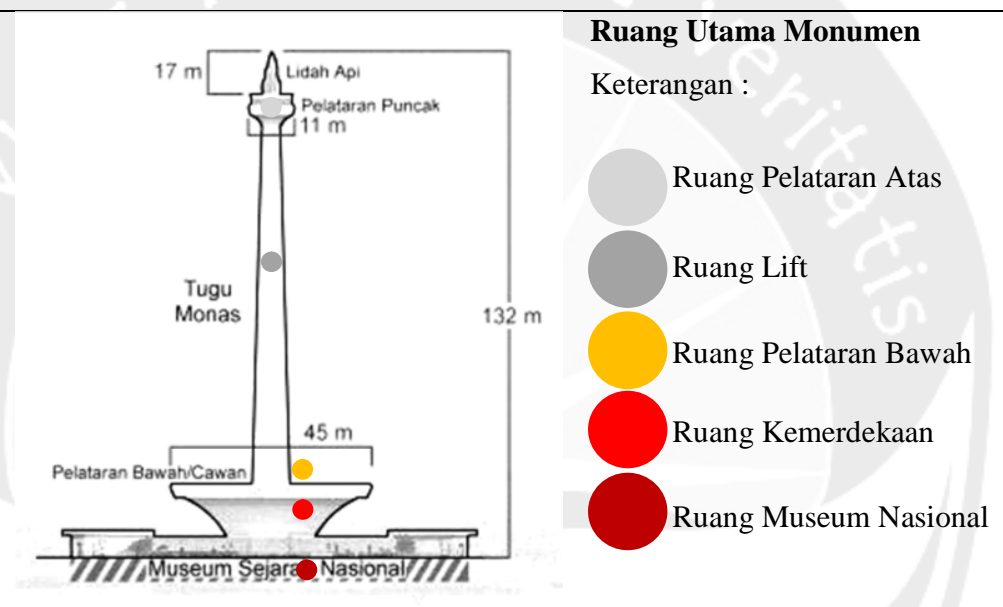 Ruang Utama Monumen
Keterangan :
Ruang Pelataran Atas
Ruang Lift
Ruang Pelataran Bawah
Ruang Kemerdekaan
Ruang Museum Nasional
17 m
Lidah Api
Pelataran Puncak
11 m
Tugu
Monas
132 m
45 m
Pelataran Bawah/Cawan
Museum Sejarah Nasional
veritatis